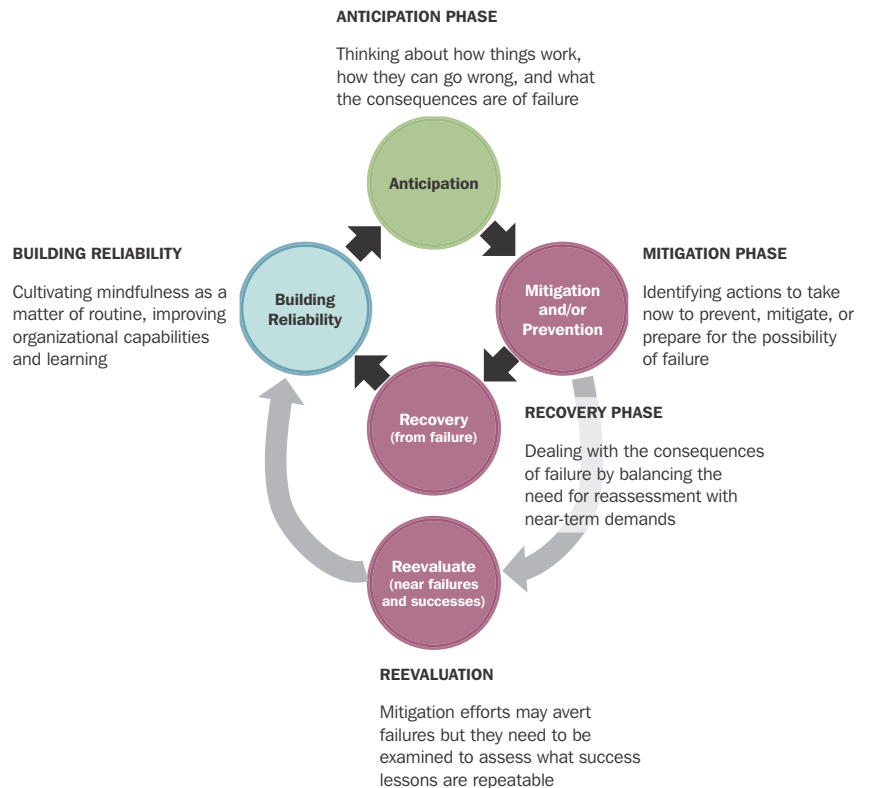 ANTICIPATION PHASE
Thinking about how things work,
how they can go wrong, and what
the consequences are of failure
Anticipation
BUILDING RELIABILITY
Cultivating mindfulness as a
matter of routine, improving
organizational capabilities
and learning
Building
Reliability
Mitigation
and/or
Prevention
MITIGATION PHASE
Identifying actions to take
now to prevent, mitigate, or
prepare for the possibility
of failure
Recovery
(from failure)
RECOVERY PHASE
Dealing with the consequences
of failure by balancing the
need for reassessment with
near-term demands
Reevaluate
(near failures
and successes)
REEVALUATION
Mitigation efforts may avert
failures but they need to be
examined to assess what success
lessons are repeatable